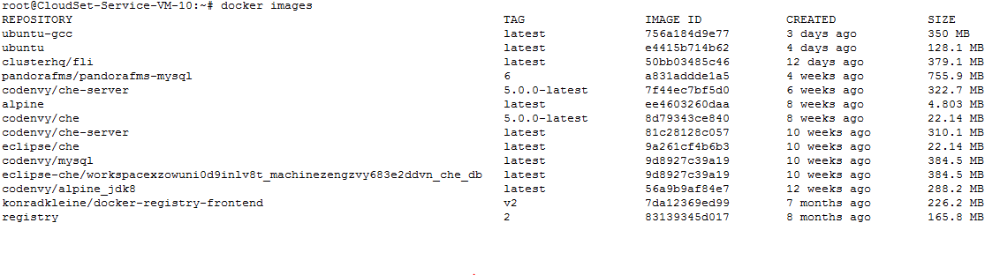 root@CloudSet-Service-VM-10:~# docker images
REPOSITORY TAG IMAGE ID CREATED SIZE
ubuntu-gcc latest 756a184d9e77 3 days ago 350 MB
ubuntu latest e4415b714b62 4 days ago 128.1 MB
clusterhq/fli latest 50bb03485c46 12 days ago 379.1 MB
pandorafms/pandorafms-mysql 6 a831addde1a5 4 weeks ago 755.9 MB
codenvy/che-server 5.0.0-latest 7f44ec7bf5d0 6 weeks ago 322.7 MB
alpine latest ee4603260daa 8 weeks ago 4.803 MB
codenvy/che 5.0.0-latest 8d79343ce840 8 weeks ago 22.14 MB
codenvy/che-server latest 81c28128c057 10 weeks ago 310.1 MB
eclipse/che latest 9a261cf4b6b3 10 weeks ago 22.14 MB
codenvy/mysql latest 9d8927c39a19 10 weeks ago 384.5 MB
eclipse-che/workspacexzowuni0d9inlv8t_machinezengzvy683e2ddvn_che_db latest 9d8927c39a19 10 weeks ago 384.5 MB
codenvy/alpine_jdk8 latest 56a9b9af84e7 12 weeks ago 288.2 MB
konradkleine/docker-registry-frontend v2 7da12369ed99 7 months ago 226.2 MB
registry 2 83139345d017 8 months ago 165.8 MB